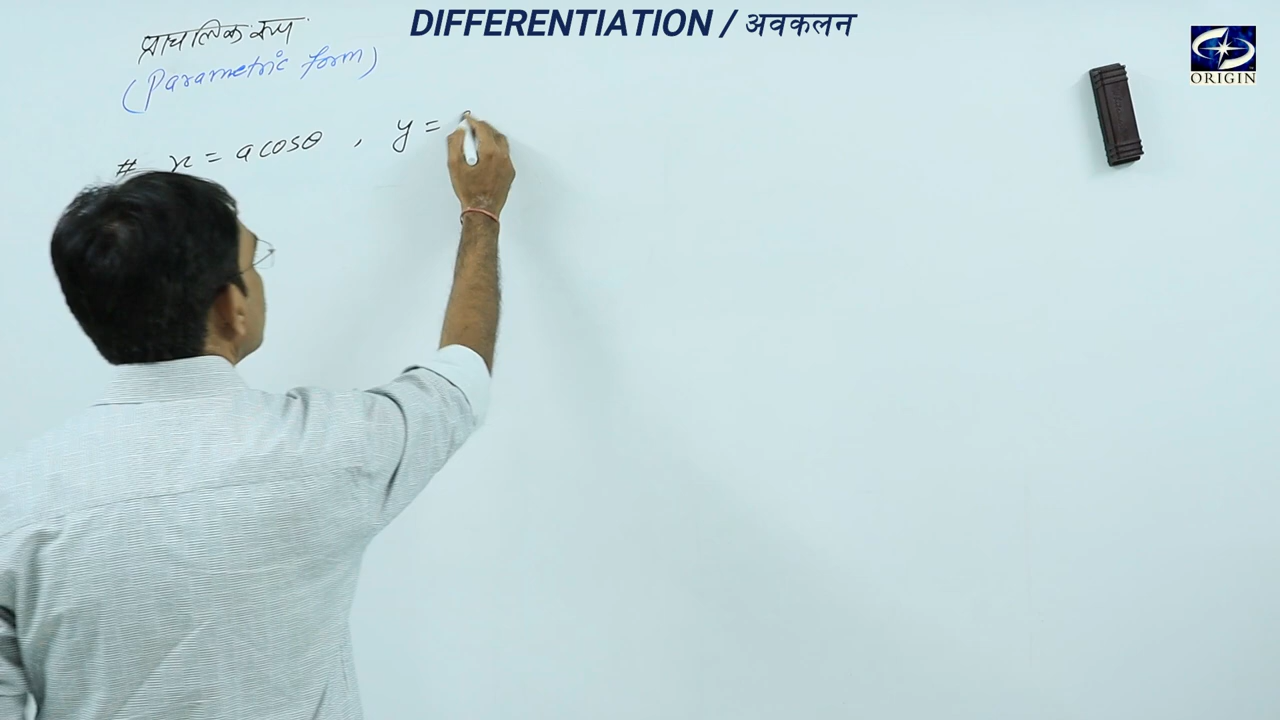 DIFFERENTIATION / अवकलन
प्राचलिक रूप
(Parametric form)
# x = a cosθ , y =
ORIGIN